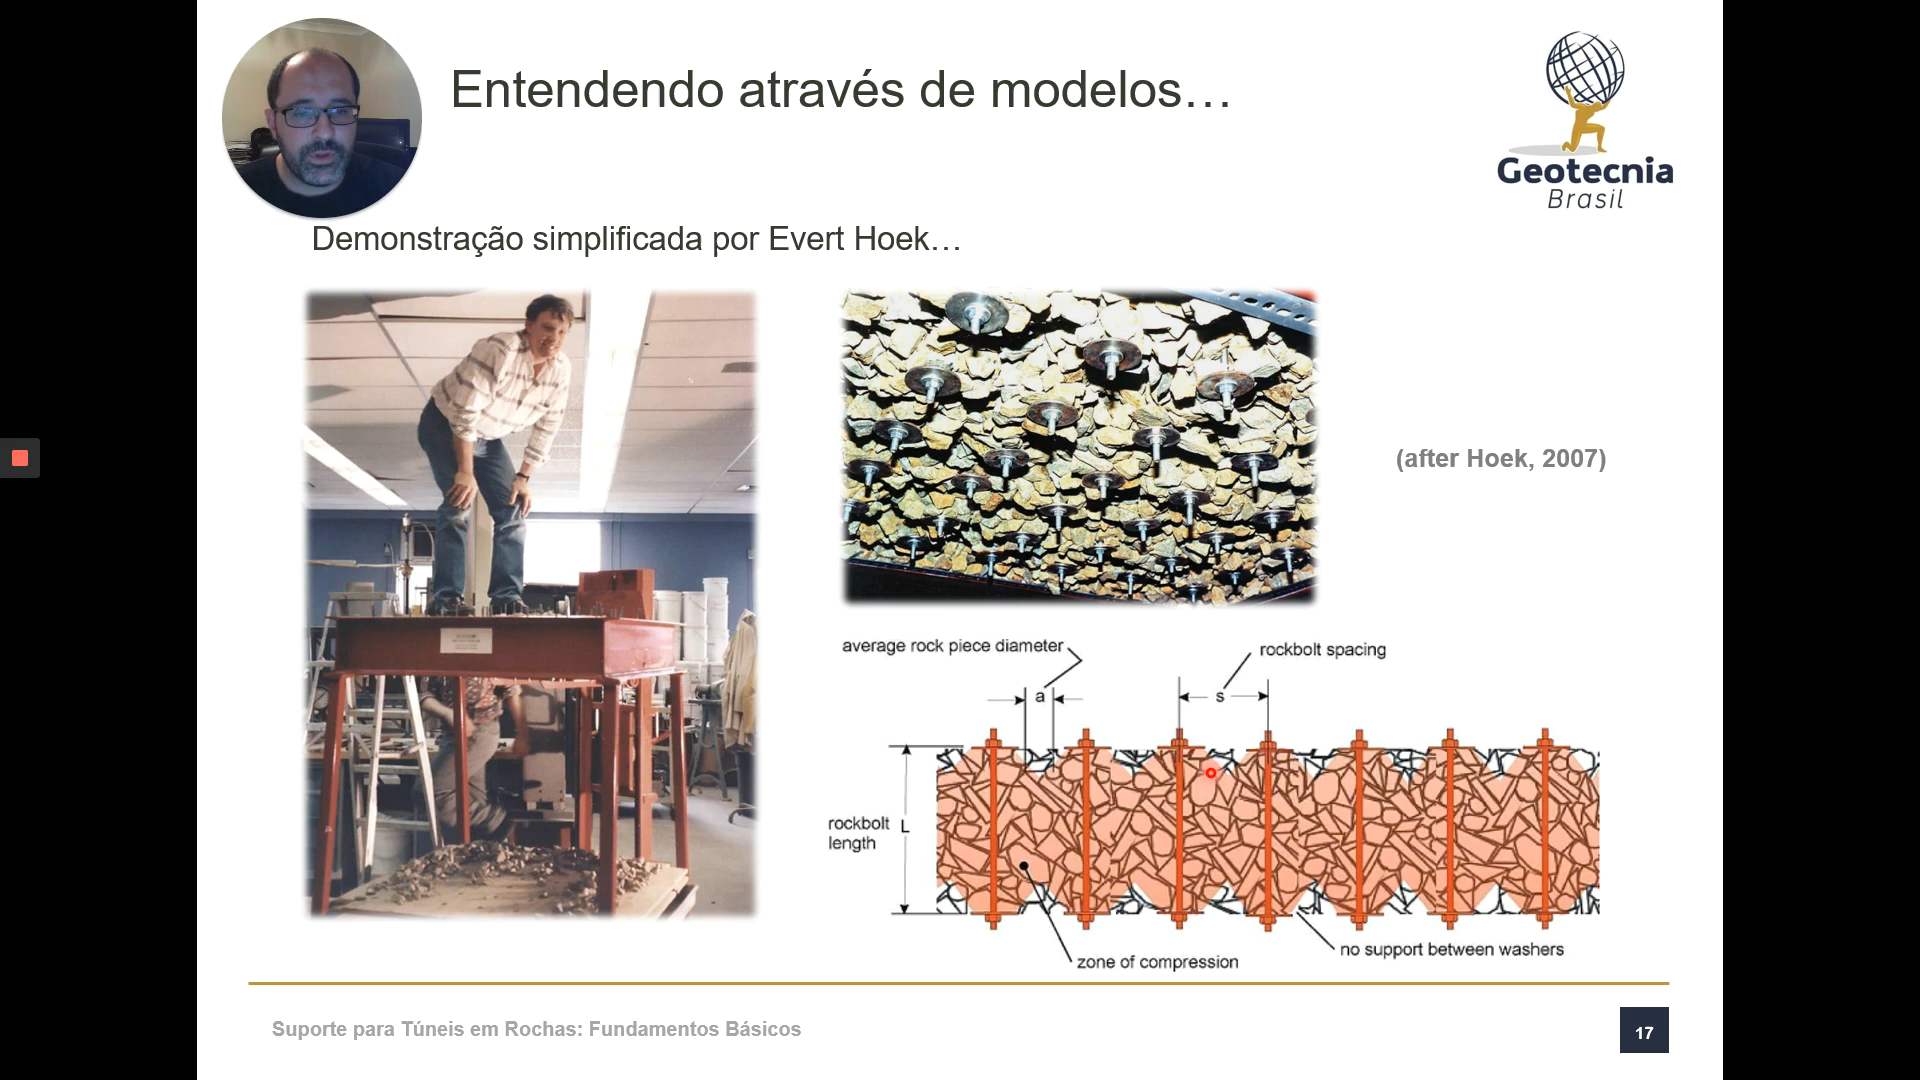 Entendendo através de modelos…
Geotecnia
Brasil
Demonstração simplificada por Evert Hoek…
(after Hoek, 2007)
average rock piece diameter
rockbolt spacing
a
s
rockbolt
length
L
zone of compression
no support between washers
Suporte para Túneis em Rochas: Fundamentos Básicos
17